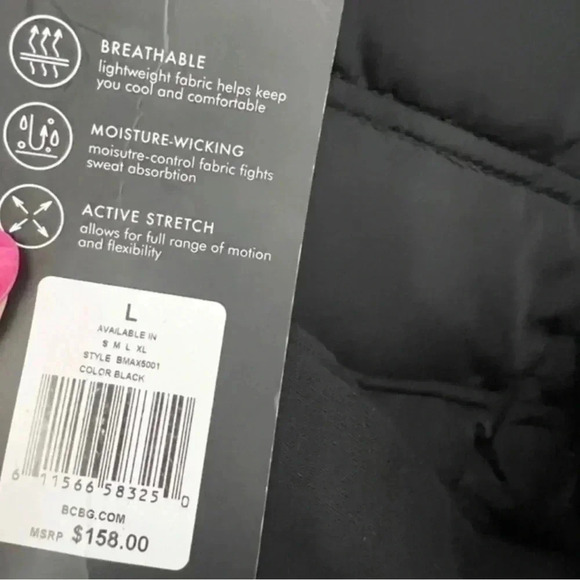 BREATHABLE
lightweight fabric helps keep
you cool and comfortable
MOISTURE-WICKING
moisutre-control fabric fights
sweat absorbtion
ACTIVE STRETCH
allows for full range of motion
and flexibility
L
AVAILABLE IN
S M L XL
STYLE BMAX5001
COLOR BLACK
6 11566 58325 0
BCBG.COM
MSRP $158.00